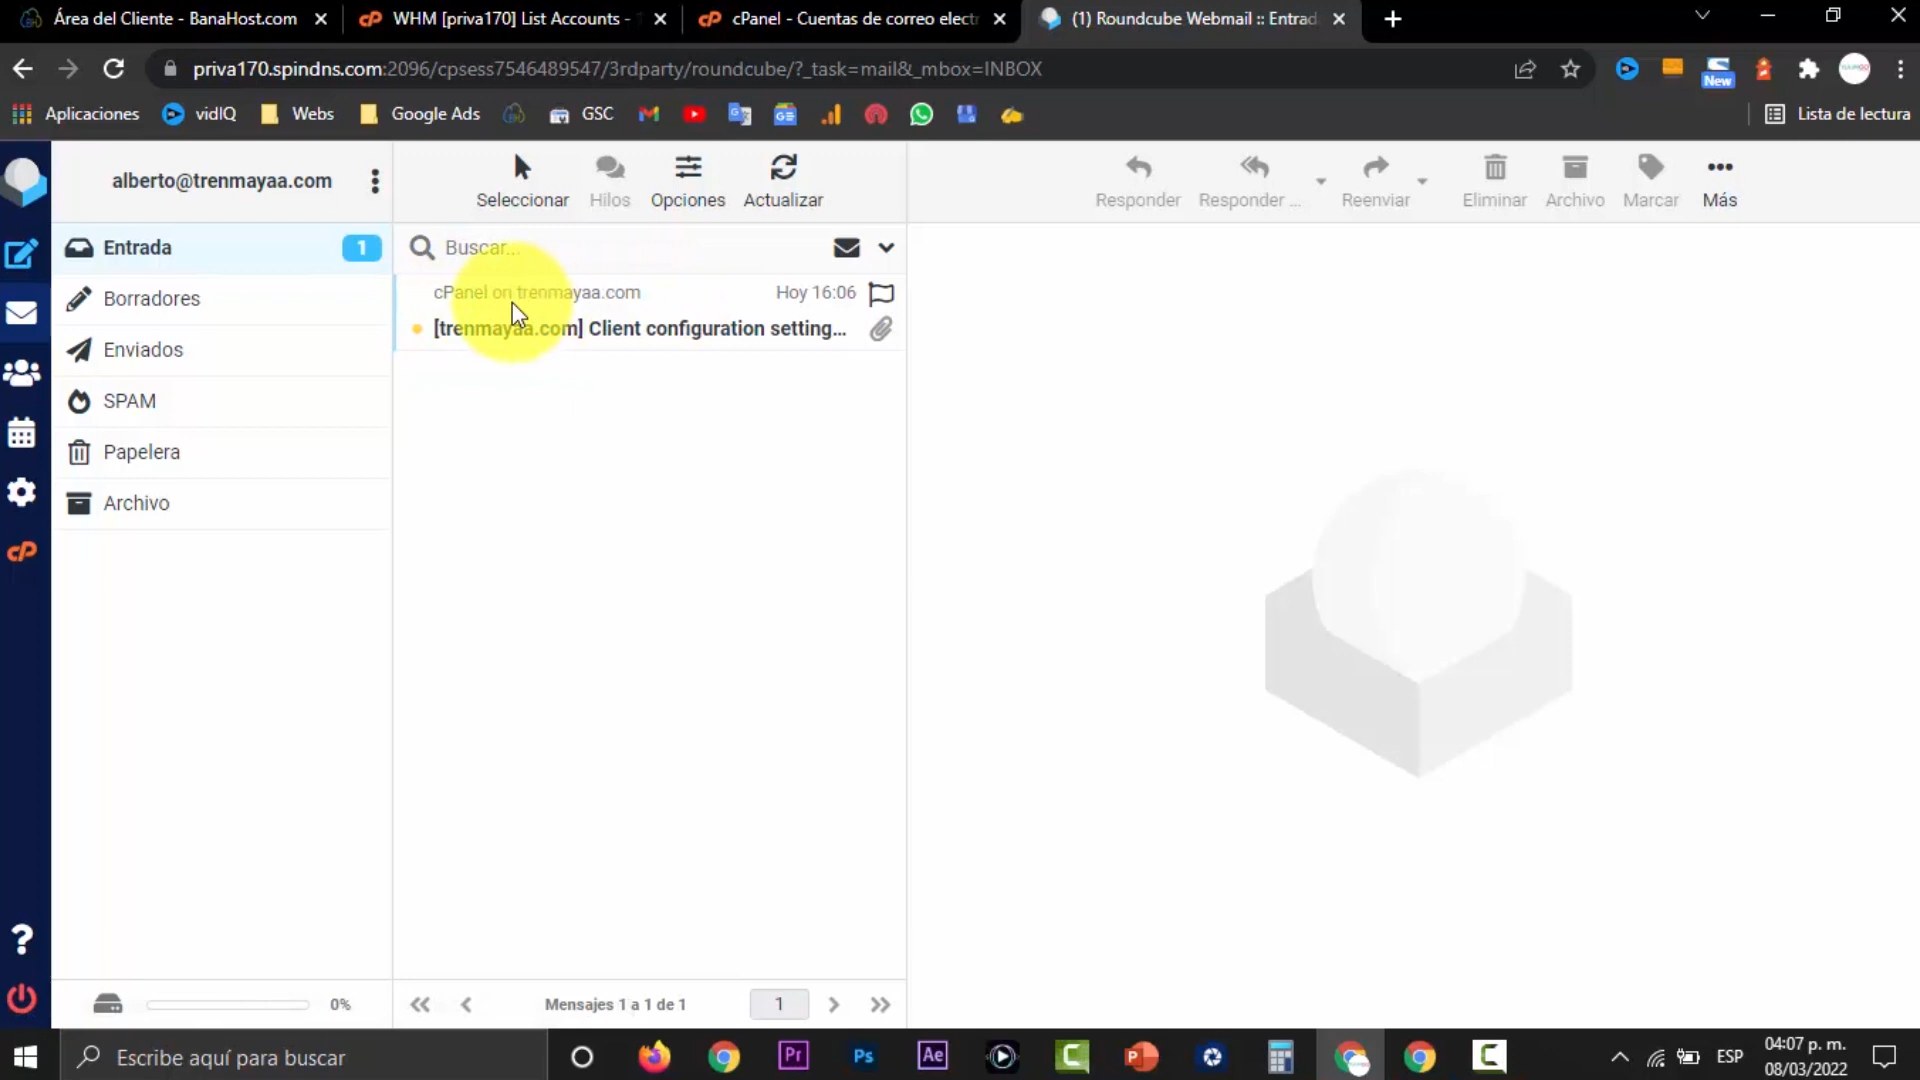 Área del Cliente - BanaHost.com
WHM [priva170] List Accounts -
cPanel - Cuentas de correo electr
(1) Roundcube Webmail :: Entrad
priva170.spindns.com:2096/cpsess7546489547/3rdparty/roundcube/?_task=mail&_mbox=INBOX
New
Aplicaciones
vidIQ
Webs
Google Ads
GSC
Lista de lectura
alberto@trenmayaa.com
Seleccionar
Hilos
Opciones
Actualizar
Responder
Responder ...
Reenviar
Eliminar
Archivo
Marcar
Más
Entrada
1
Borradores
Enviados
SPAM
Papelera
Archivo
Buscar...
cPanel on trenmayaa.com
Hoy 16:06
[trenmayaa.com] Client configuration setting...
0%
Mensajes 1 a 1 de 1
1
Escribe aquí para buscar
Pr
Ps
Ae
ESP
04:07 p. m.
08/03/2022